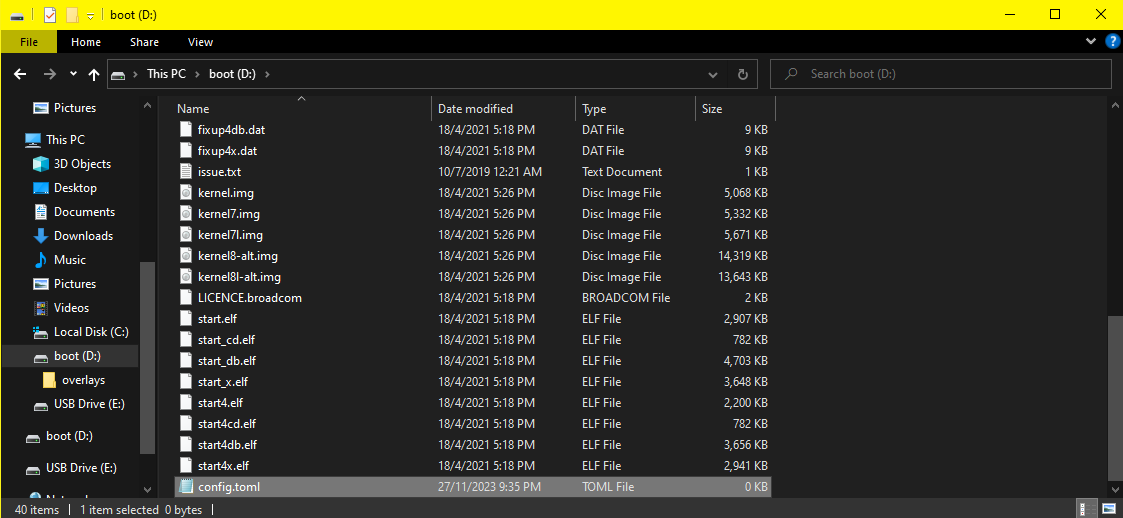 boot (D:)
File Home Share View
This PC boot (D:) Search boot (D:)
Pictures
This PC
3D Objects
Desktop
Documents
Downloads
Music
Pictures
Videos
Local Disk (C:)
boot (D:)
overlays
USB Drive (E:)
boot (D:)
USB Drive (E:)
Name Date modified Type Size
fixup4db.dat 18/4/2021 5:18 PM DAT File 9 KB
fixup4x.dat 18/4/2021 5:18 PM DAT File 9 KB
issue.txt 10/7/2019 12:21 AM Text Document 1 KB
kernel.img 18/4/2021 5:26 PM Disc Image File 5,068 KB
kernel7.img 18/4/2021 5:26 PM Disc Image File 5,332 KB
kernel7l.img 18/4/2021 5:26 PM Disc Image File 5,671 KB
kernel8-alt.img 18/4/2021 5:26 PM Disc Image File 14,319 KB
kernel8l-alt.img 18/4/2021 5:26 PM Disc Image File 13,643 KB
LICENCE.broadcom 18/4/2021 5:18 PM BROADCOM File 2 KB
start.elf 18/4/2021 5:18 PM ELF File 2,907 KB
start_cd.elf 18/4/2021 5:18 PM ELF File 782 KB
start_db.elf 18/4/2021 5:18 PM ELF File 4,703 KB
start_x.elf 18/4/2021 5:18 PM ELF File 3,648 KB
start4.elf 18/4/2021 5:18 PM ELF File 2,200 KB
start4cd.elf 18/4/2021 5:18 PM ELF File 782 KB
start4db.elf 18/4/2021 5:18 PM ELF File 3,656 KB
start4x.elf 18/4/2021 5:18 PM ELF File 2,941 KB
config.toml 27/11/2023 9:35 PM TOML File 0 KB
40 items 1 item selected 0 bytes